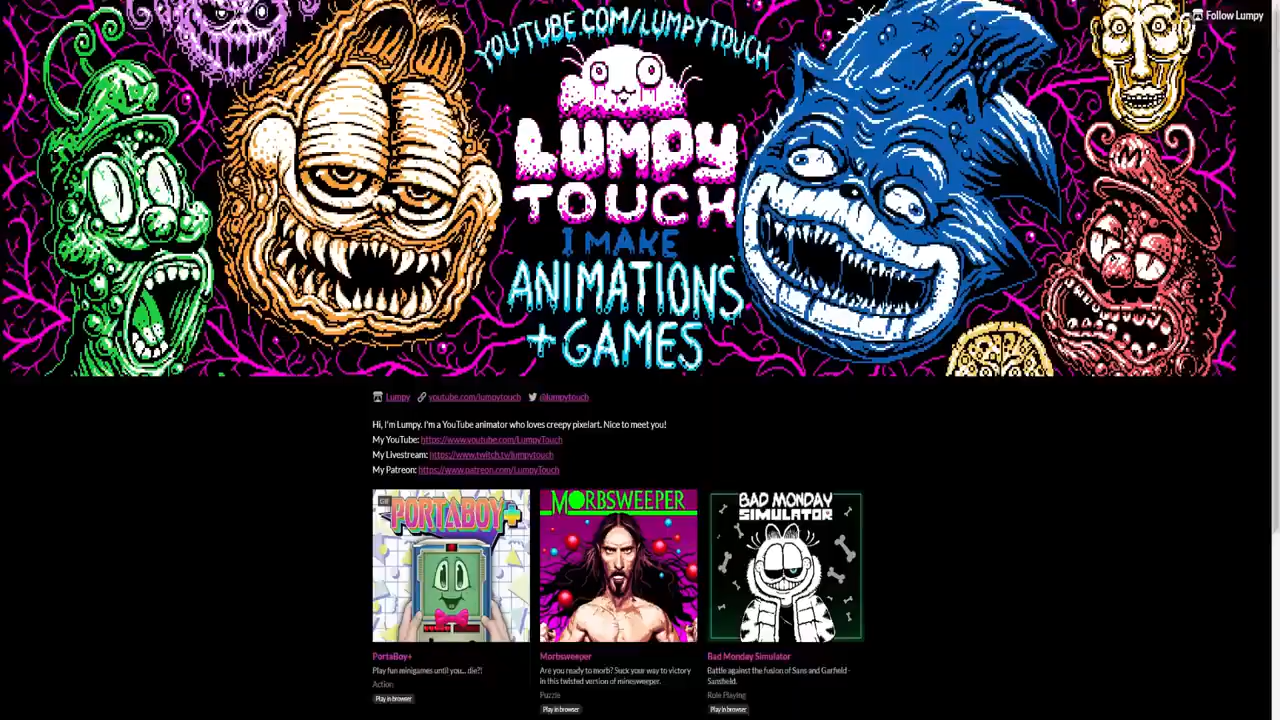 Follow Lumpy
YOUTUBE.COM/LUMPYTOUCH
LUMPY
TOUCH
I MAKE
ANIMATIONS
+GAMES
Lumpy youtube.com/lumpytouch @lumpytouch
Hi, I'm Lumpy. I'm a YouTube animator who loves creepy pixelart. Nice to meet you!
My YouTube: https://www.youtube.com/LumpyTouch
My Livestream: https://www.twitch.tv/lumpytouch
My Patreon: https://www.patreon.com/LumpyTouch
GIF
PORTABOY+
MORBSWEEPER
BAD MONDAY
SIMULATOR
PortaBoy+
Play fun minigames until you... die?!
Action
Play in browser
Morbsweeper
Are you ready to morb? Suck your way to victory
in this twisted version of minesweeper.
Puzzle
Play in browser
Bad Monday Simulator
Battle against the fusion of Sans and Garfield -
Sansfield.
Role Playing
Play in browser